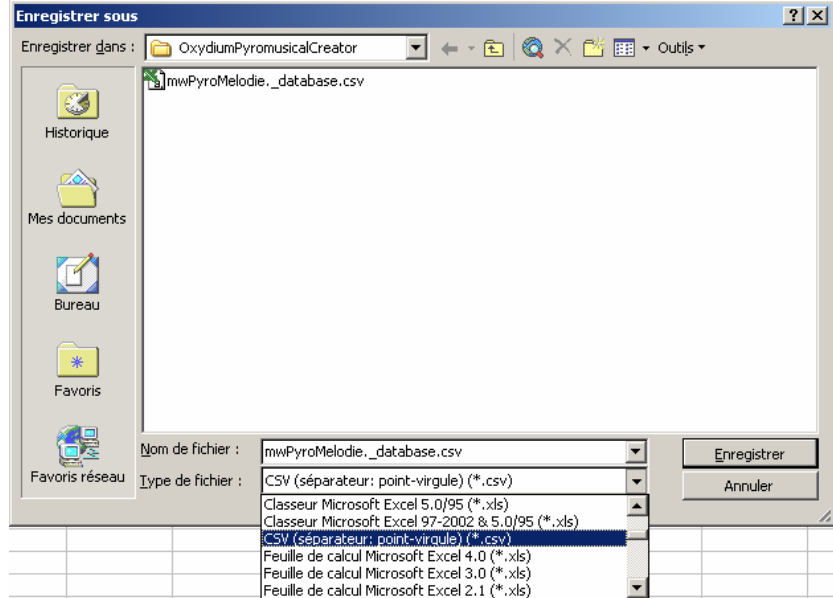 Enregistrer sous
Enregistrer dans :
OxydiumPyromusicalCreator
Outils
mwPyroMelodie._database.csv
Historique
Mes documents
Bureau
Favoris
Favoris réseau
Nom de fichier :
mwPyroMelodie._database.csv
Enregistrer
Type de fichier :
CSV (séparateur: point-virgule) (*.csv)
Annuler
Classeur Microsoft Excel 5.0/95 (*.xls)
Classeur Microsoft Excel 97-2002 & 5.0/95 (*.xls)
CSV (séparateur: point-virgule) (*.csv)
Feuille de calcul Microsoft Excel 4.0 (*.xls)
Feuille de calcul Microsoft Excel 3.0 (*.xls)
Feuille de calcul Microsoft Excel 2.1 (*.xls)